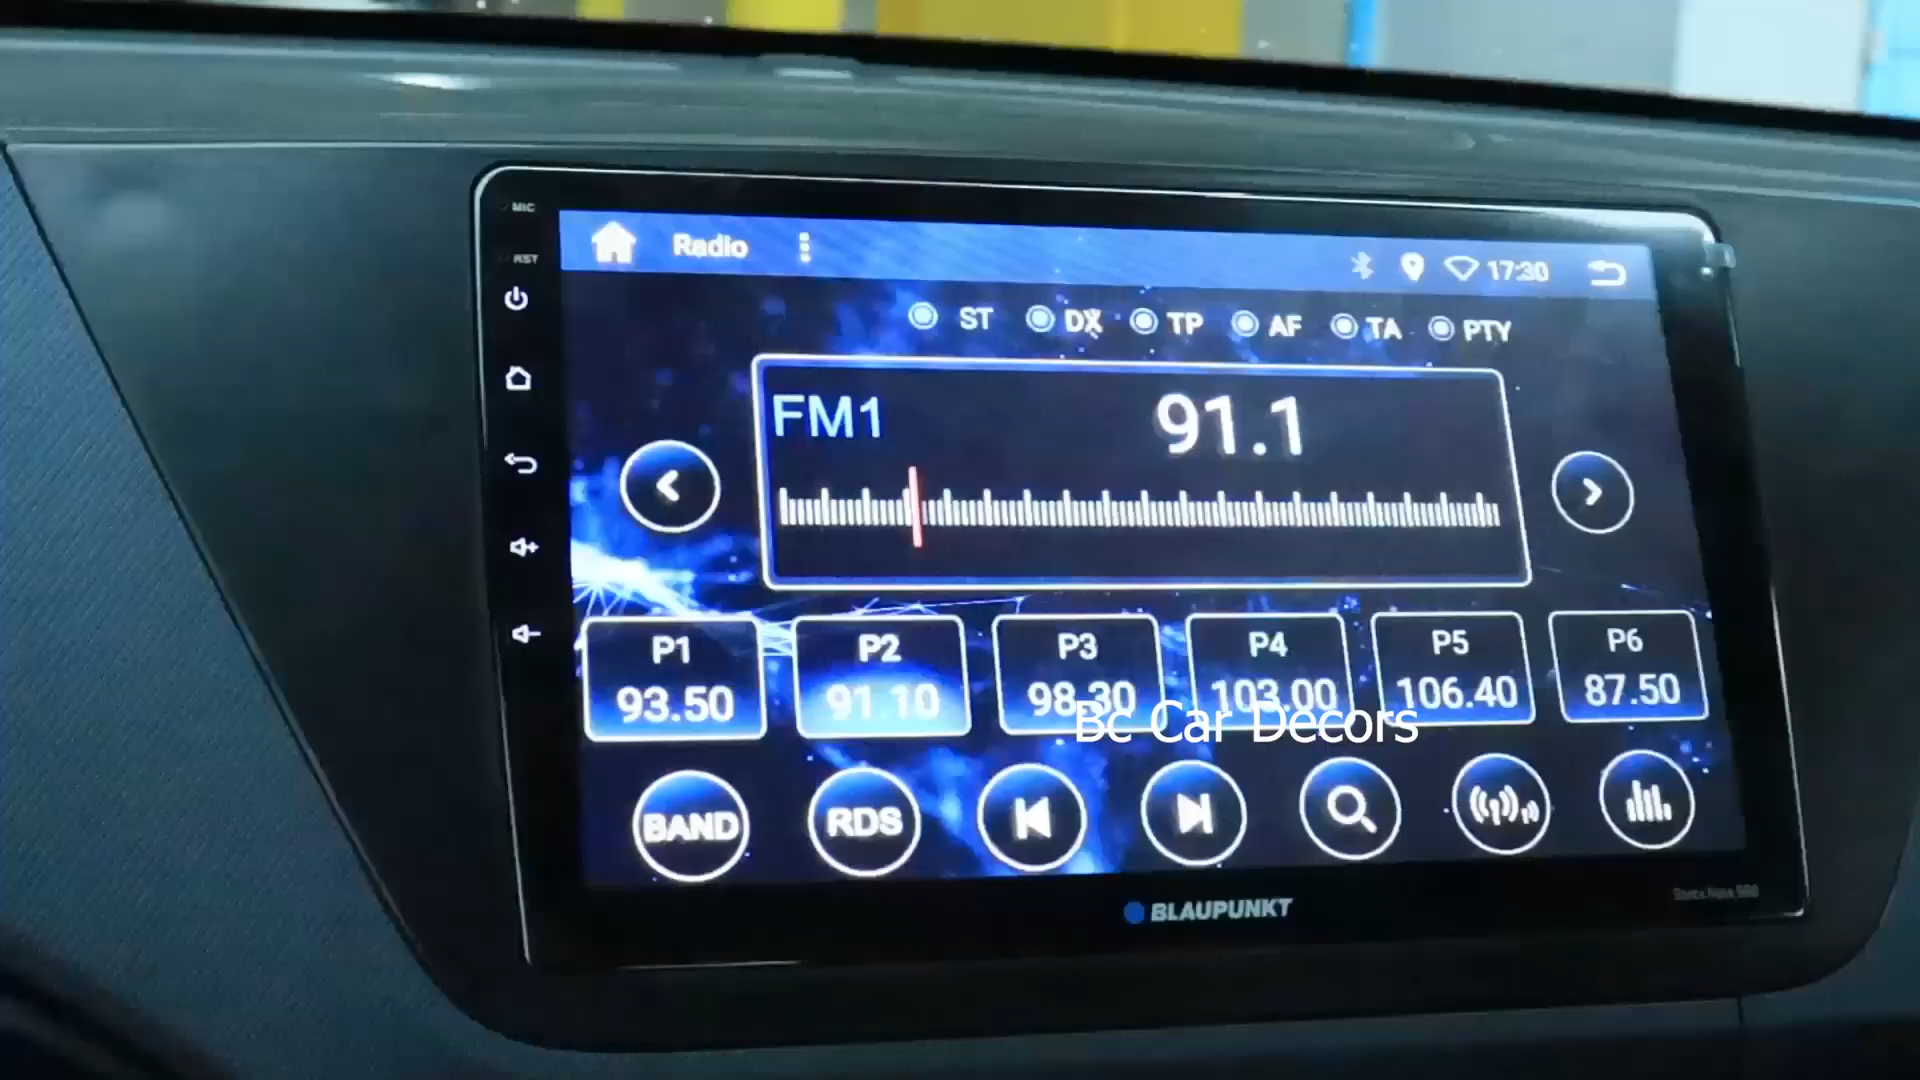 MIC
RST
Radio
17:30
ST DX TP AF TA PTY
FM1 91.1
P1 P2 P3 P4 P5 P6
93.50 91.10 98.30 103.00 106.40 87.50
Bc Car Decors
BAND RDS
BLAUPUNKT